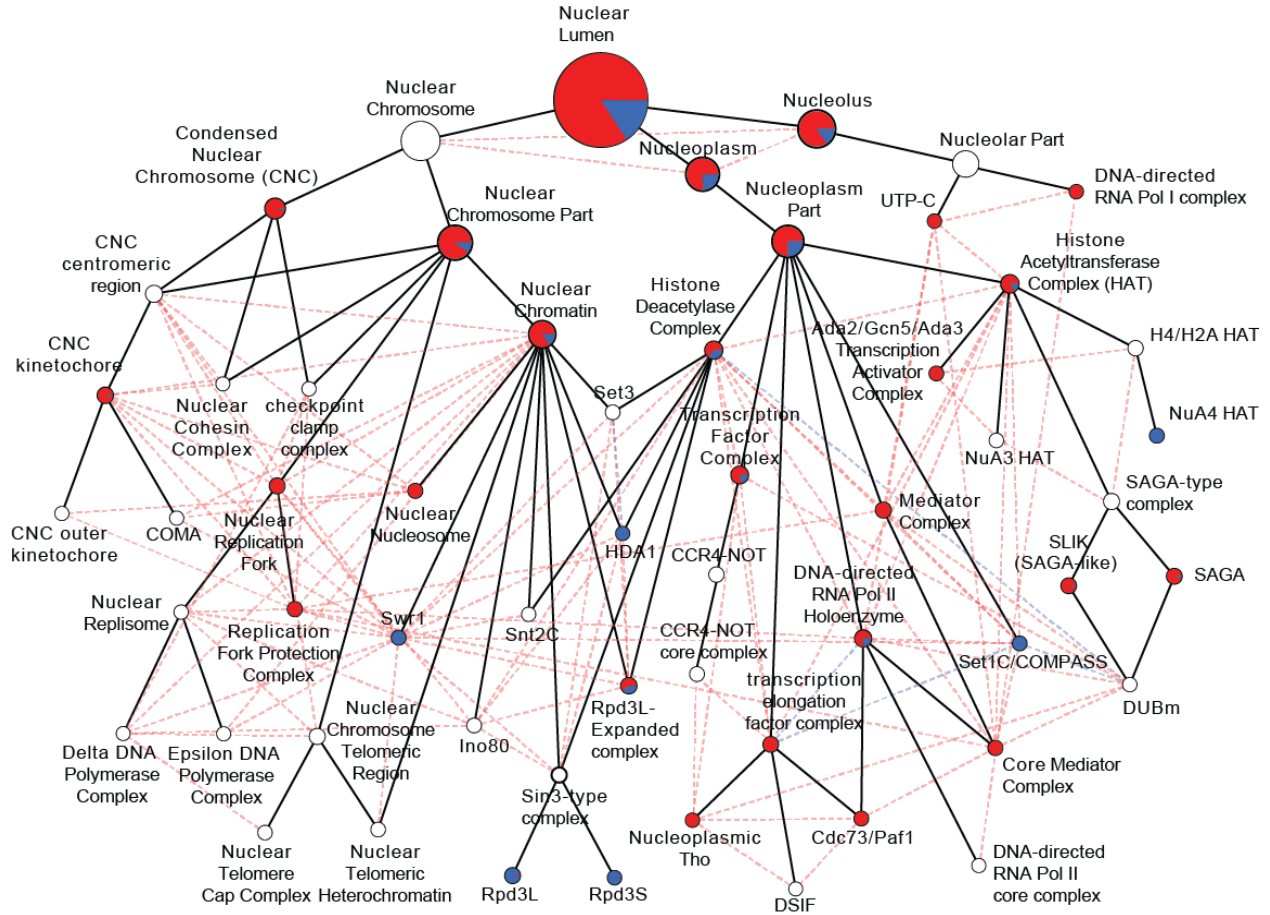 Nuclear
Lumen
Nuclear
Chromosome
Nucleolus
Condensed
Nuclear
Chromosome (CNC)
Nucleoplasm
Nucleolar Part
DNA-directed
RNA Pol I complex
Nuclear
Chromosome Part
Nucleoplasm
Part
UTP-C
CNC
centromeric
region
Histone
Acetyltransferase
Complex (HAT)
Nuclear
Chromatin
Histone
Deacetylase
Complex
Ada2/Gcn5/Ada3
Transcription
Activator
Complex
H4/H2A HAT
CNC
kinetochore
Nuclear
Cohesin
Complex
checkpoint
clamp
complex
Set3
Transcription
Factor
Complex
NuA4 HAT
NuA3 HAT
SAGA-type
complex
CNC outer
kinetochore
COMA
Nuclear
Replication
Fork
Nuclear
Nucleosome
HDA1
CCR4-NOT
Mediator
Complex
SLIK
(SAGA-like)
SAGA
Nuclear
Replisome
Replication
Fork Protection
Complex
Swr1
Snt2C
CCR4-NOT
core complex
DNA-directed
RNA Pol II
Holoenzyme
Set1C/COMPASS
DUBm
Delta DNA
Polymerase
Complex
Epsilon DNA
Polymerase
Complex
Nuclear
Chromosome
Telomeric
Region
Ino80
Rpd3L-
Expanded
complex
transcription
elongation
factor complex
Core Mediator
Complex
Sin3-type
complex
Nucleoplasmic
Tho
Cdc73/Paf1
Nuclear
Telomere
Cap Complex
Nuclear
Telomeric
Heterochromatin
Rpd3L
Rpd3S
DSIF
DNA-directed
RNA Pol II
core complex